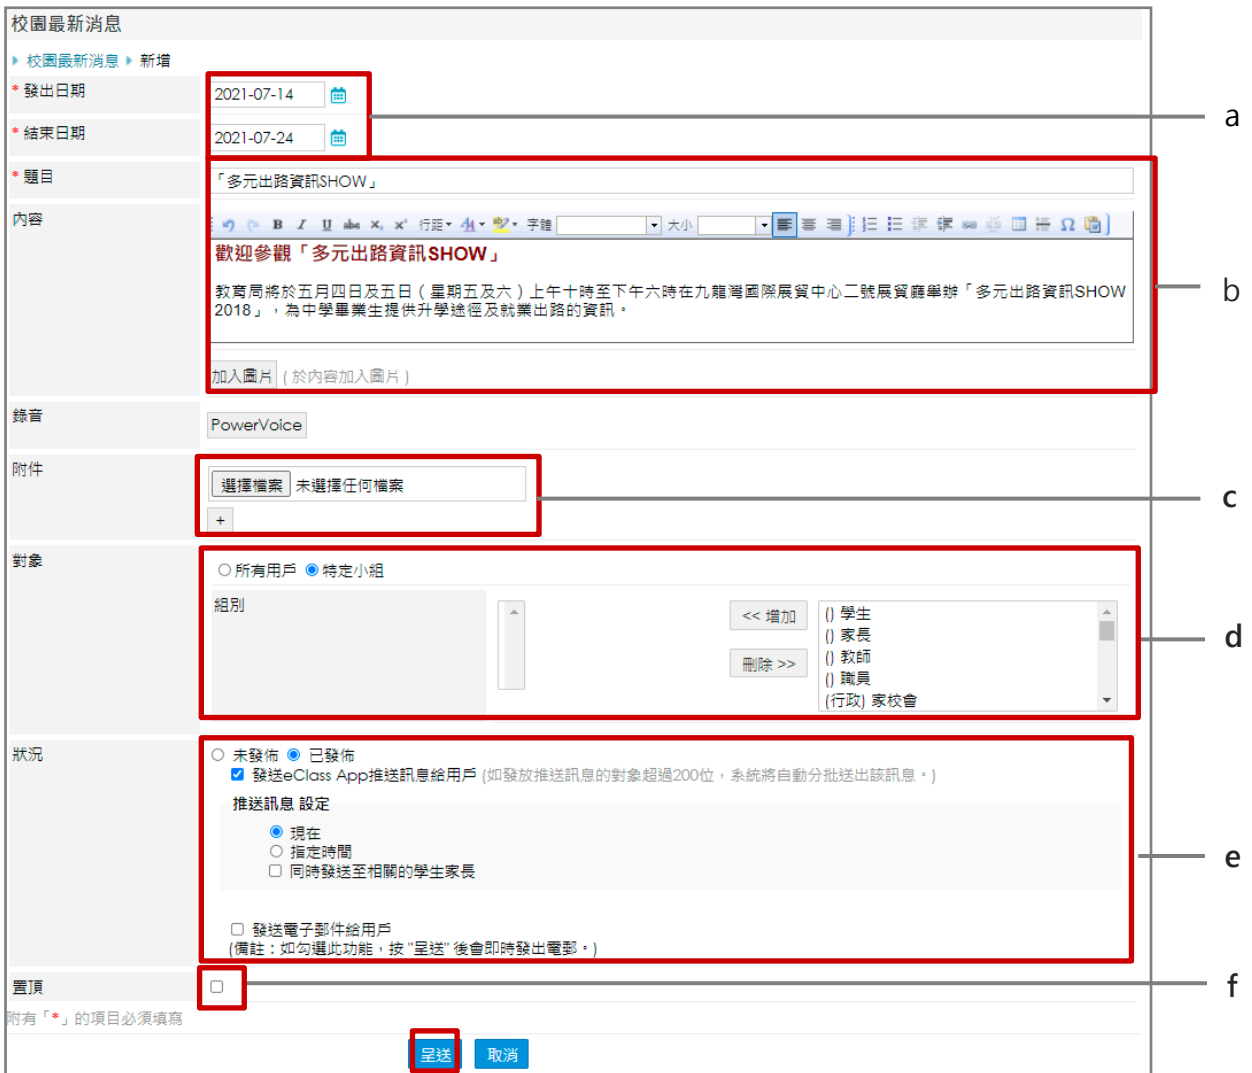 校園最新消息
校園最新消息 新增
* 發出日期
2021-07-14
a
* 結束日期
2021-07-24
* 題目
「多元出路資訊SHOW」
內容
B I U abc X, X' 行距 字體 大小
歡迎參觀「多元出路資訊SHOW」
教育局將於五月四日及五日（星期五及六）上午十時至下午六時在九龍灣國際展貿中心二號展貿廳舉辦「多元出路資訊SHOW
2018」，為中學畢業生提供升學途徑及就業出路的資訊。
b
加入圖片 ( 於內容加入圖片 )
錄音
PowerVoice
附件
選擇檔案 未選擇任何檔案
+
c
對象
所有用戶 特定小組
組別
<< 增加
刪除 >>
() 學生
() 家長
() 教師
() 職員
(行政) 家校會
d
狀況
未發佈 已發佈
發送eClass App推送訊息給用戶 (如發放推送訊息的對象超過200位，系統將自動分批送出該訊息。)
推送訊息 設定
現在
指定時間
同時發送至相關的學生家長
e
發送電子郵件給用戶
(備註：如勾選此功能，按 "呈送" 後會即時發出電郵。)
置頂
f
附有「*」的項目必須填寫
呈送 取消